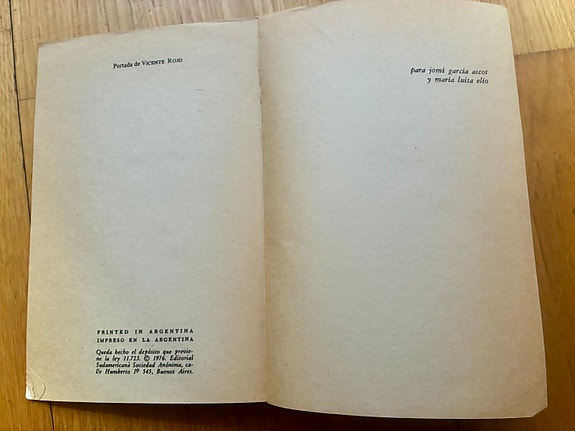 Portada de VICENTE ROJO
PRINTED IN ARGENTINA
IMPRESO EN LA ARGENTINA
Queda hecho el depósito que previe-
ne la ley 11.723. © 1976. Editorial
Sudamericana Sociedad Anónima, ca-
lle Humberto Iº 545, Buenos Aires.
para jomí garcía ascot
y maría luisa elío